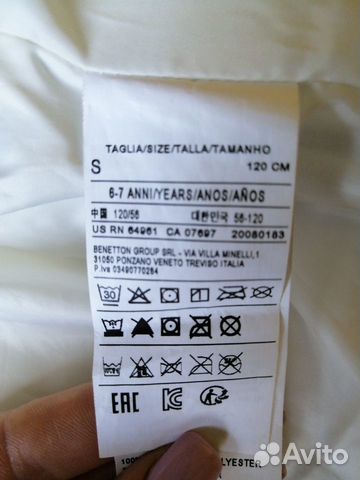 TAGLIA/SIZE/TALLA/TAMANHO
S 120 CM
6-7 ANNI/YEARS/ANOS/AÑOS
中国 120/56 대한민국 56-120
US RN 64961 CA 07697 20080183
BENETTON GROUP SRL - VIA VILLA MINELLI,1
31050 PONZANO VENETO TREVISO ITALIA
P.Iva 03490770264
30
EAC
Avito